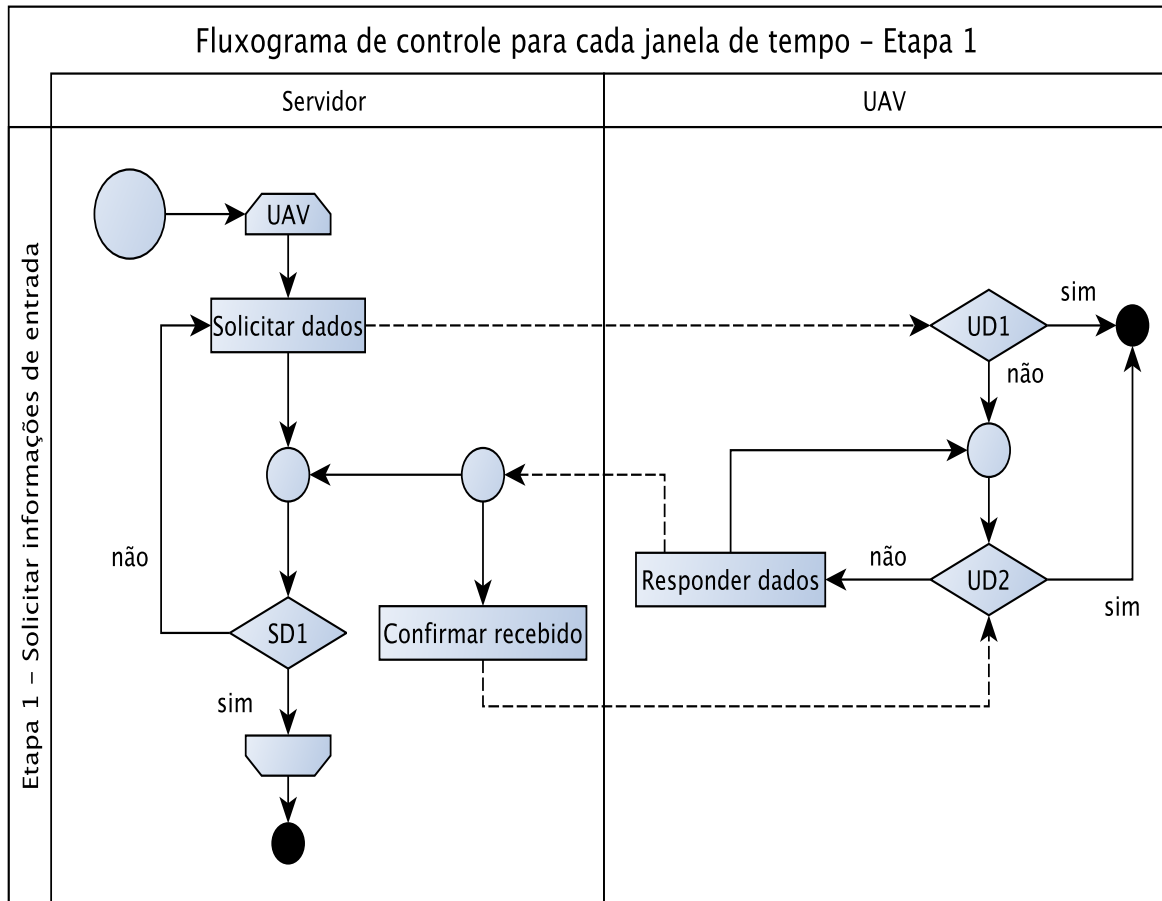 Fluxograma de controle para cada janela de tempo – Etapa 1
Servidor
UAV
Etapa 1 – Solicitar informações de entrada
UAV
Solicitar dados
UD1
sim
não
não
Responder dados
não
UD2
sim
SD1
Confirmar recebido
sim